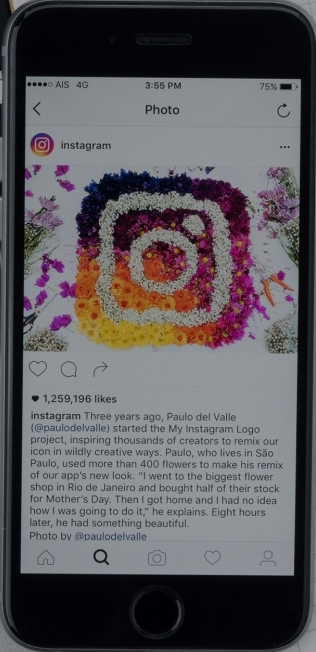 AIS 4G 3:55 PM 75%
Photo
instagram
1,259,196 likes
instagram Three years ago, Paulo del Valle
(@paulodelvalle) started the My Instagram Logo
project, inspiring thousands of creators to remix our
icon in wildly creative ways. Paulo, who lives in São
Paulo, used more than 400 flowers to make his remix
of our app's new look. "I went to the biggest flower
shop in Rio de Janeiro and bought half of their stock
for Mother's Day. Then I got home and I had no idea
how I was going to do it," he explains. Eight hours
later, he had something beautiful.
Photo by @paulodelvalle